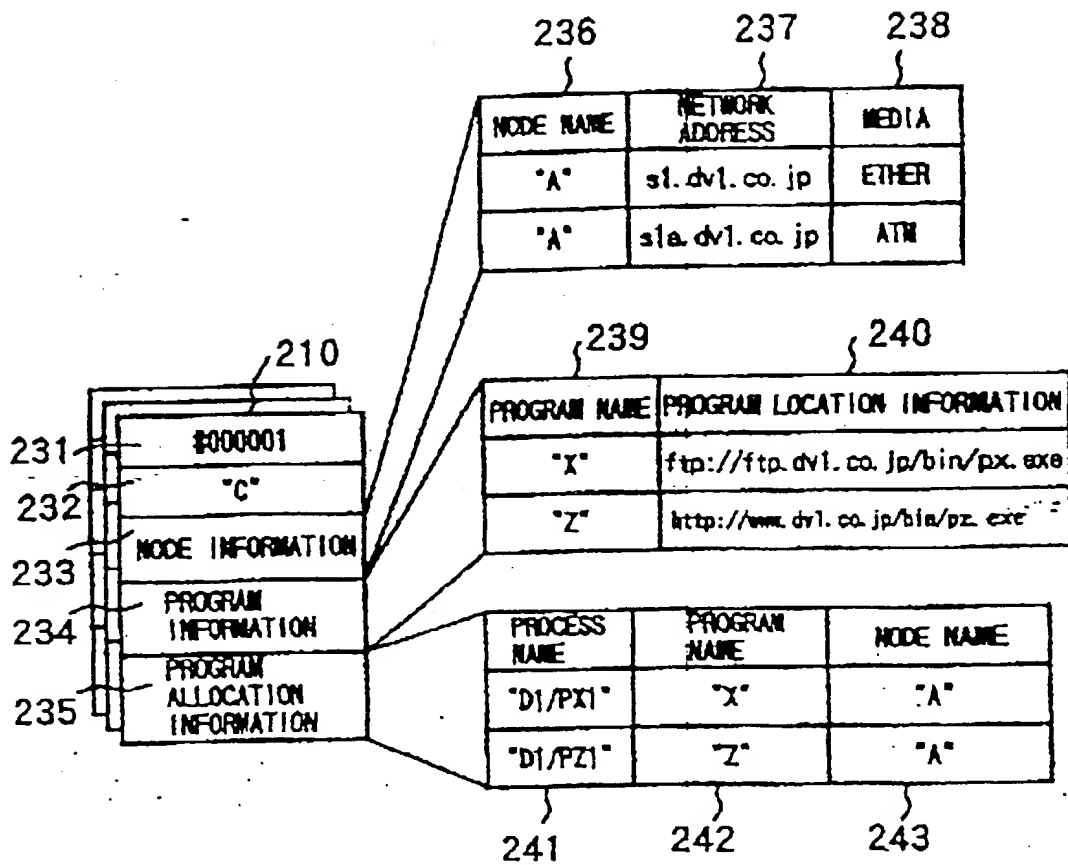 236 237 238
NODE NAME NETWORK ADDRESS MEDIA
"A" s1.dv1.co.jp ETHER
"A" s1a.dv1.co.jp ATM
239 240
PROGRAM NAME PROGRAM LOCATION INFORMATION
"X" ftp://ftp.dv1.co.jp/bin/px.exe
"Z" http://www.dv1.co.jp/bin/pz.exe
210
231 #000001
232 "C"
233 NODE INFORMATION
234 PROGRAM
INFORMATION
235 PROGRAM
ALLOCATION
INFORMATION
PROCESS NAME PROGRAM NAME NODE NAME
"D1/PX1" "X" "A"
"D1/PZ1" "Z" "A"
241 242 243